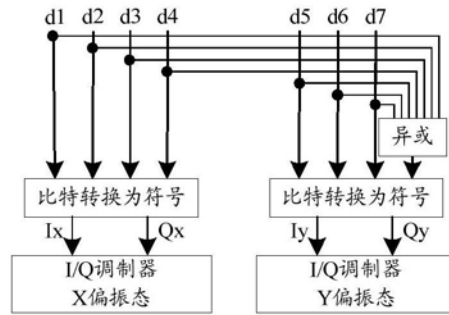 d1 d2 d3 d4 d5 d6 d7
异或
比特转换为符号 比特转换为符号
Ix Qx Iy Qy
I/Q调制器 I/Q调制器
X偏振态 Y偏振态